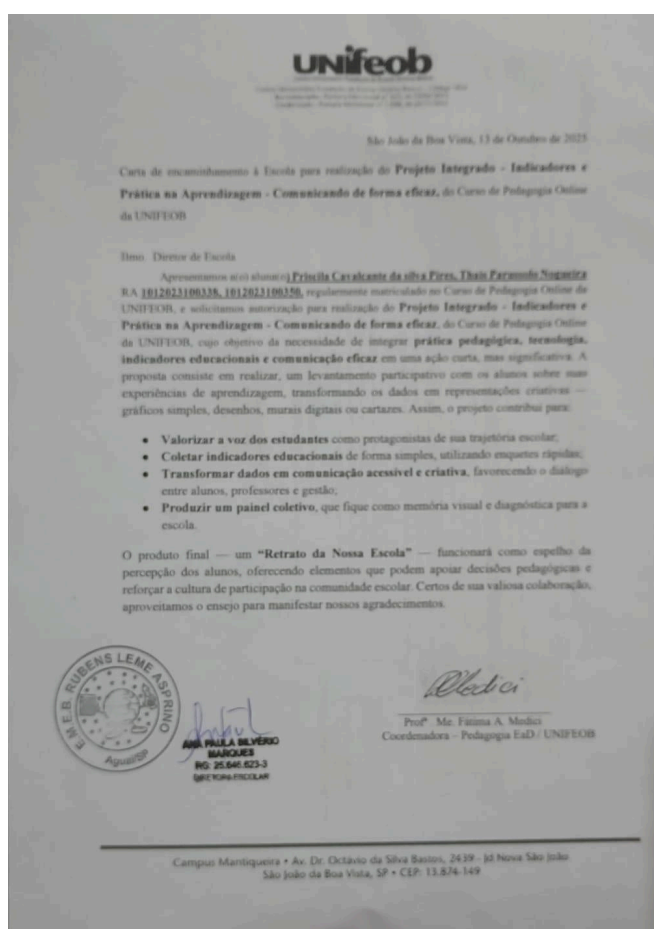 unifeob
São João da Boa Vista, 13 de Outubro de 2025
Carta de encaminhamento à Escola para realização do Projeto Integrado - Indicadores e
Prática na Aprendizagem - Comunicando de forma eficaz, do Curso de Pedagogia Online
da UNIFEOB
Ilmo Diretor de Escola
Apresentamos a(o) aluna(o) Priscila Cavalcante da silva Pires, Thais Nogueira
RA 1012023100338, 1012023100350, regularmente matriculado no Curso de Pedagogia Online da
UNIFEOB, e solicitamos autorização para realização do Projeto Integrado - Indicadores e
Prática na Aprendizagem - Comunicando de forma eficaz, do Curso de Pedagogia Online
da UNIFEOB, cujo objetivo da necessidade de integrar prática pedagógica, tecnologia,
indicadores educacionais e comunicação eficaz em uma ação curta, mas significativa. A
proposta consiste em realizar, um levantamento participativo com os alunos sobre suas
experiências de aprendizagem, transformando os dados em representações criativas —
gráficos simples, desenhos, murais digitais ou cartazes. Assim, o projeto contribui para:
• Valorizar a voz dos estudantes como protagonistas de sua trajetória escolar;
• Coletar indicadores educacionais de forma simples, utilizando enquetes rápidas;
• Transformar dados em comunicação acessível e criativa, favorecendo o diálogo
entre alunos, professores e gestão;
• Produzir um painel coletivo, que fique como memória visual e diagnóstica para a
escola.
O produto final — um “Retrato da Nossa Escola” — funcionará como espelho da
percepção dos alunos, oferecendo elementos que podem apoiar decisões pedagógicas e
reforçar a cultura de participação na comunidade escolar. Certos de sua valiosa colaboração,
aproveitamos o ensejo para manifestar nossos agradecimentos.
E.M.E.B. RUBENS LEME ASPRINO
Aguaí/SP
ANA PAULA SILVÉRIO
MARQUES
RG: 25.646.623-3
DIRETORA ESCOLAR
Medici
Profª Me. Fátima A. Medici
Coordenadora – Pedagogia EaD / UNIFEOB
Campus Mantiqueira • Av. Dr. Octávio da Silva Bastos, 2439 - Jd Nova São João
São João da Boa Vista, SP • CEP: 13.874-149